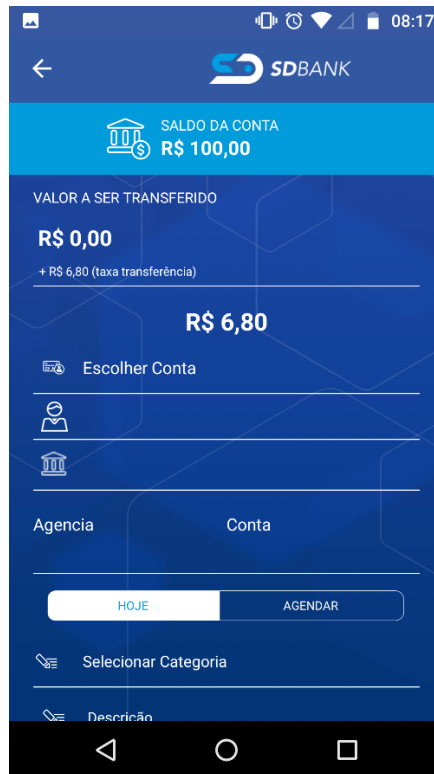 08:17
SDBANK
SALDO DA CONTA
R$ 100,00
VALOR A SER TRANSFERIDO
R$ 0,00
+ R$ 6,80 (taxa transferência)
R$ 6,80
Escolher Conta
Agencia Conta
HOJE AGENDAR
Selecionar Categoria
Descrição